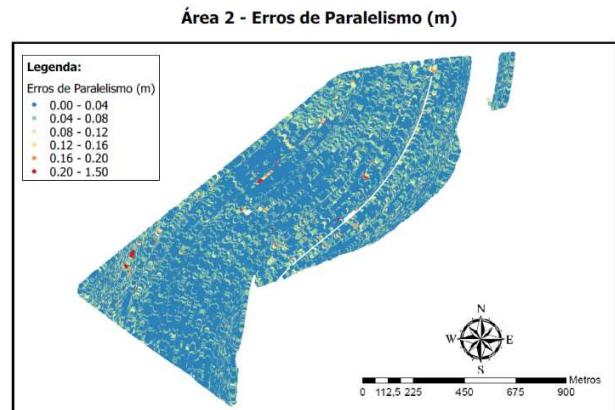 Área 2 - Erros de Paralelismo (m)
Legenda:
Erros de Paralelismo (m)
0.00 - 0.04
0.04 - 0.08
0.08 - 0.12
0.12 - 0.16
0.16 - 0.20
0.20 - 1.50
N
W E
S
Metros
0 112,5 225 450 675 900